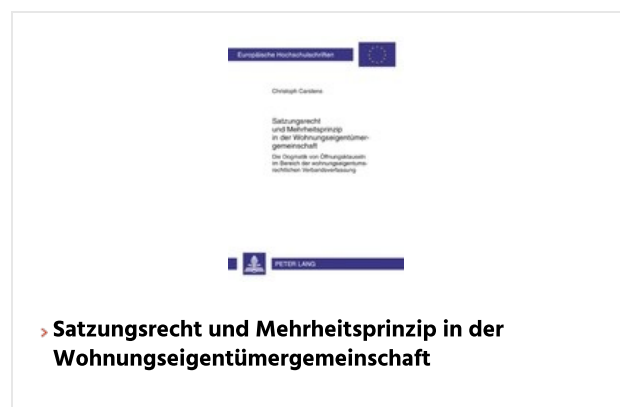 Europäische Hochschulschriften
Christoph Carstens
Satzungsrecht
und Mehrheitsprinzip
in der Wohnungseigentümer-
gemeinschaft
Die Dogmatik von Öffnungsklauseln
im Bereich der wohnungseigentums-
rechtlichen Verbandsverfassung
PETER LANG
Satzungsrecht und Mehrheitsprinzip in der
Wohnungseigentümergemeinschaft